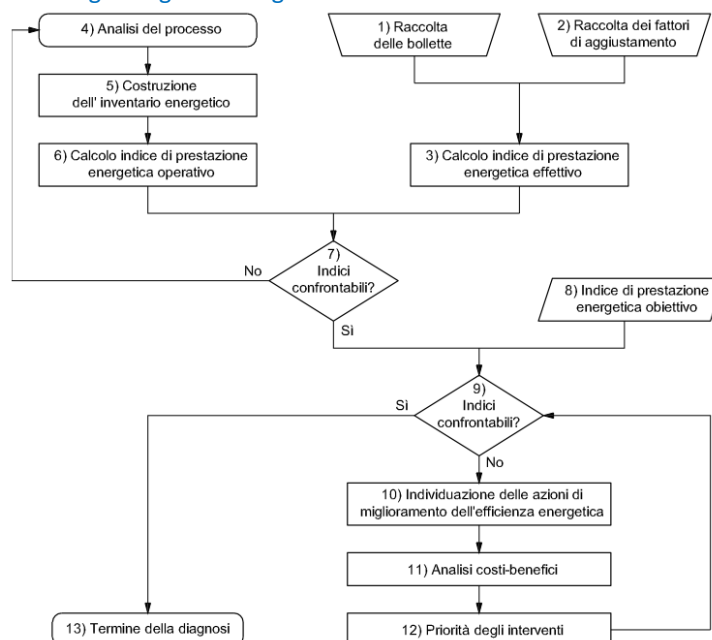 4) Analisi del processo
1) Raccolta
delle bollette
2) Raccolta dei fattori
di aggiustamento
5) Costruzione
dell' inventario energetico
6) Calcolo indice di prestazione
energetica operativo
3) Calcolo indice di prestazione
energetica effettivo
7)
Indici
confrontabili?
No
Sì
8) Indice di prestazione
energetica obiettivo
9)
Indici
confrontabili?
Sì
No
10) Individuazione delle azioni di
miglioramento dell'efficienza energetica
11) Analisi costi-benefici
12) Priorità degli interventi
13) Termine della diagnosi